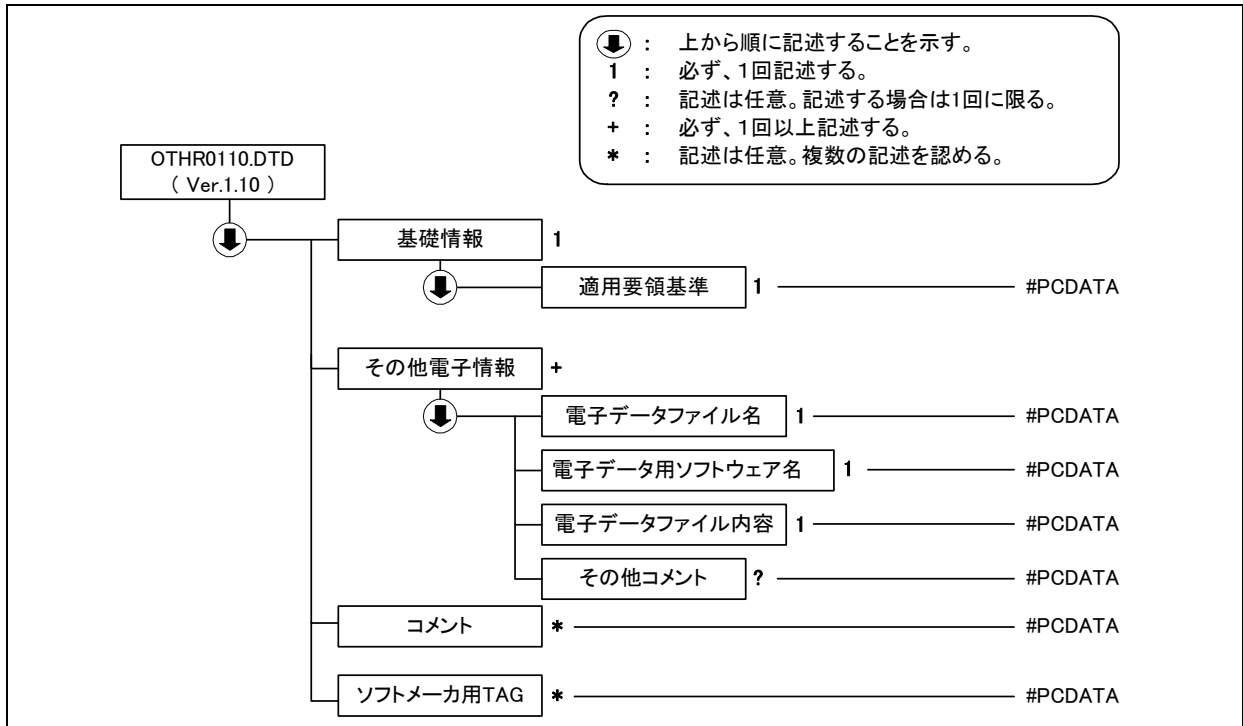 ↓ : 上から順に記述することを示す。
1 : 必ず、1回記述する。
? : 記述は任意。記述する場合は1回に限る。
+ : 必ず、1回以上記述する。
* : 記述は任意。複数の記述を認める。
OTHR0110.DTD
( Ver.1.10 )
基礎情報 1
適用要領基準 1 #PCDATA
その他電子情報 +
電子データファイル名 1 #PCDATA
電子データ用ソフトウェア名 1 #PCDATA
電子データファイル内容 1 #PCDATA
その他コメント ? #PCDATA
コメント * #PCDATA
ソフトメーカ用TAG * #PCDATA